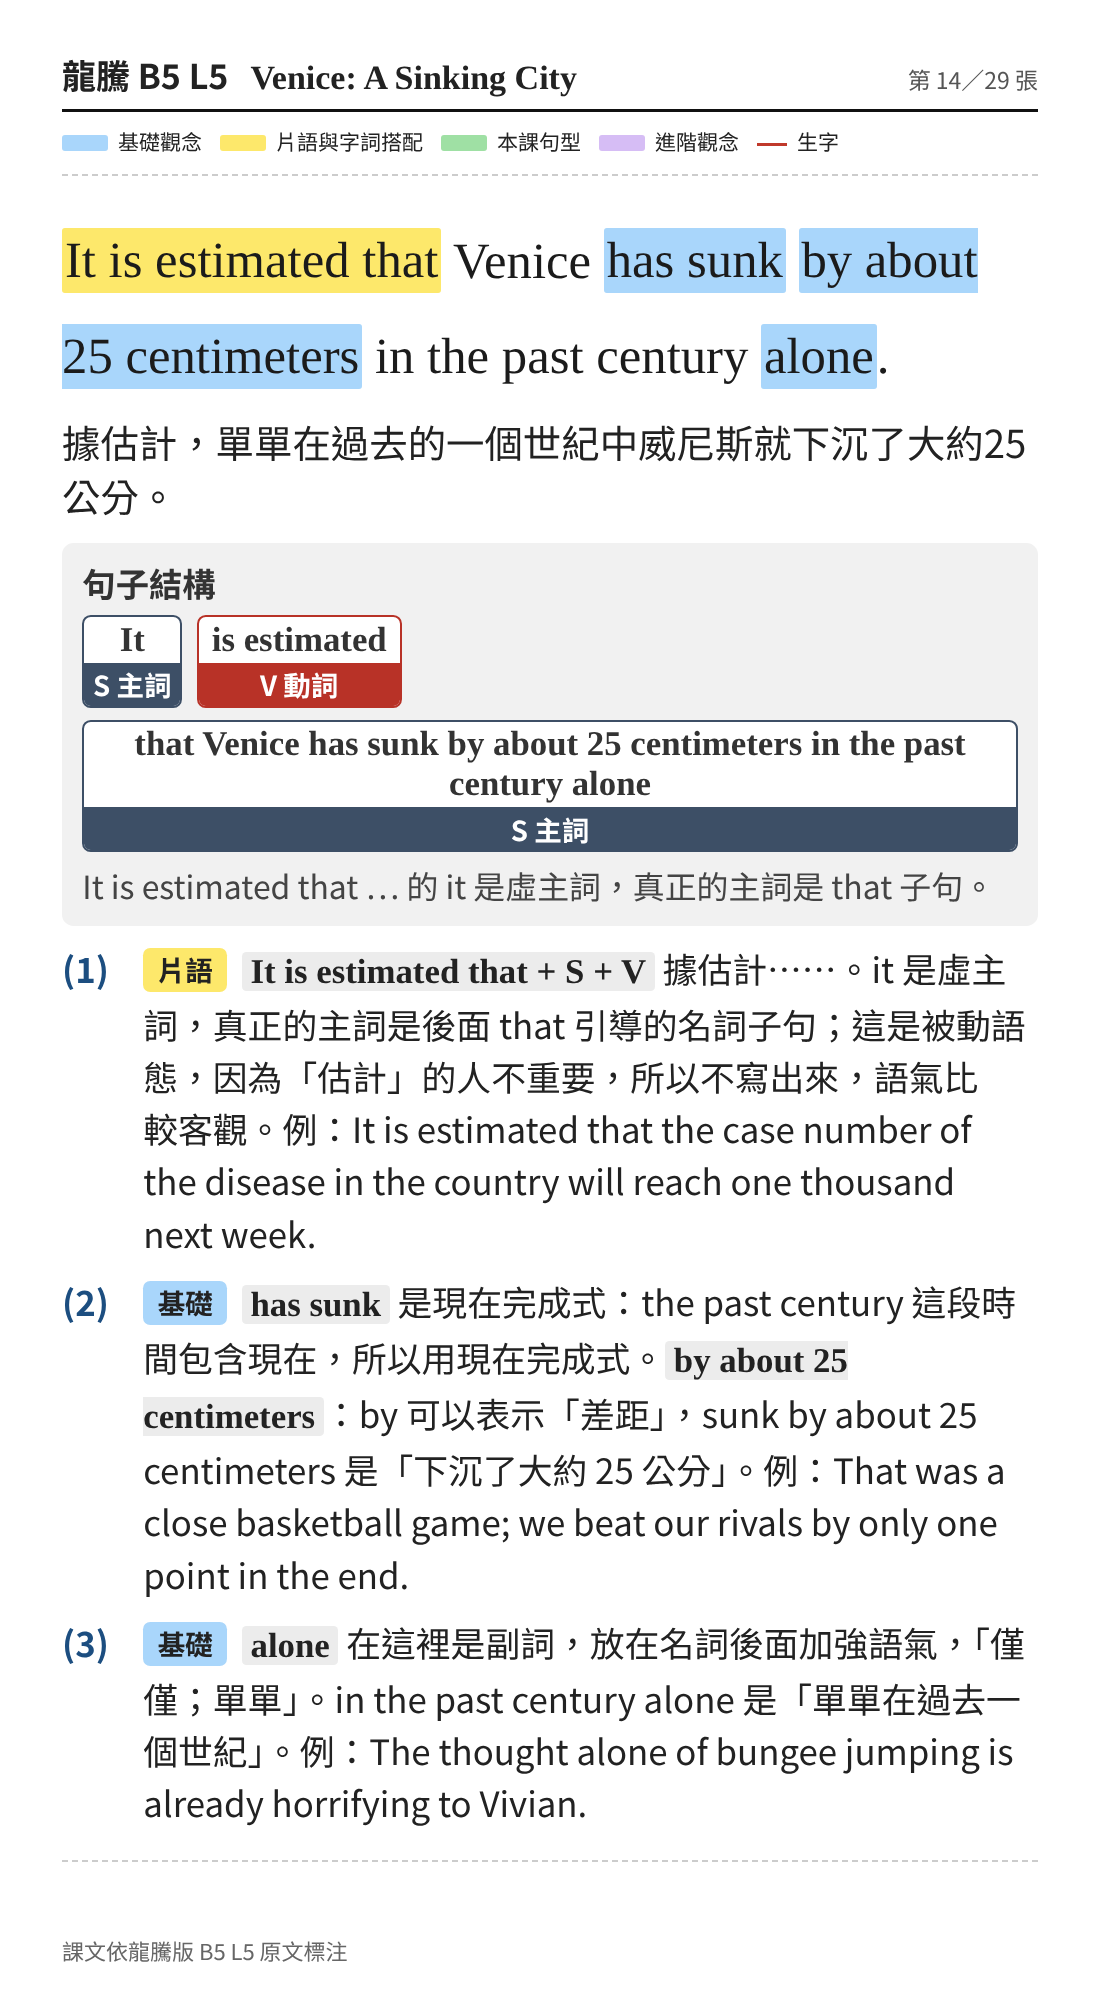 龍騰 B5 L5 Venice: A Sinking City 第 14／29 張
基礎觀念 片語與字詞搭配 本課句型 進階觀念 生字
It is estimated that Venice has sunk by about
25 centimeters in the past century alone.
據估計，單單在過去的一個世紀中威尼斯就下沉了大約25
公分。
句子結構
It is estimated
S 主詞 V 動詞
that Venice has sunk by about 25 centimeters in the past
century alone
S 主詞
It is estimated that … 的 it 是虛主詞，真正的主詞是 that 子句。
(1) 片語 It is estimated that + S + V 據估計……。it 是虛主
詞，真正的主詞是後面 that 引導的名詞子句；這是被動語
態，因為「估計」的人不重要，所以不寫出來，語氣比
較客觀。例：It is estimated that the case number of
the disease in the country will reach one thousand
next week.
(2) 基礎 has sunk 是現在完成式：the past century 這段時
間包含現在，所以用現在完成式。by about 25
centimeters：by 可以表示「差距」，sunk by about 25
centimeters 是「下沉了大約 25 公分」。例：That was a
close basketball game; we beat our rivals by only one
point in the end.
(3) 基礎 alone 在這裡是副詞，放在名詞後面加強語氣，「僅
僅；單單」。in the past century alone 是「單單在過去一
個世紀」。例：The thought alone of bungee jumping is
already horrifying to Vivian.
課文依龍騰版 B5 L5 原文標注